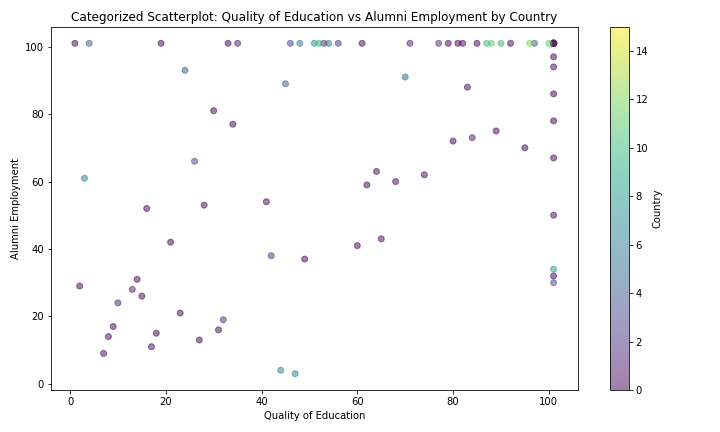 Categorized Scatterplot: Quality of Education vs Alumni Employment by Country
100
80
60
40
20
0
Alumni Employment
0 20 40 60 80 100
Quality of Education
14
12
10
8
6
4
2
0
Country